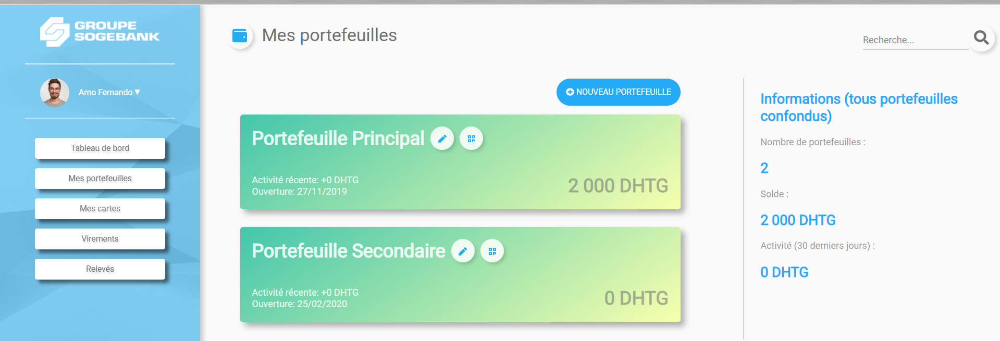 GROUPE
SOGEBANK
Arno Fernando ▼
Tableau de bord
Mes portefeuilles
Mes cartes
Virements
Relevés
Mes portefeuilles
Recherche...
NOUVEAU PORTEFEUILLE
Portefeuille Principal
Activité récente: +0 DHTG
Ouverture: 27/11/2019
2 000 DHTG
Portefeuille Secondaire
Activité récente: +0 DHTG
Ouverture: 25/02/2020
0 DHTG
Informations (tous portefeuilles
confondus)
Nombre de portefeuilles :
2
Solde :
2 000 DHTG
Activité (30 derniers jours) :
0 DHTG